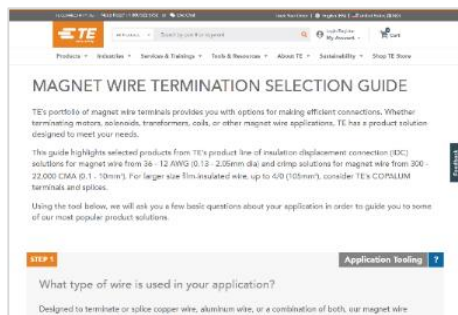 TE
Products Industries Services & Trainings Tools & Resources About TE Sustainability Shop TE Store
My Account
Cart
MAGNET WIRE TERMINATION SELECTION GUIDE
TE's portfolio of magnet wire terminals provides you with options for making efficient connections. Whether
terminating motors, solenoids, transformers, coils, or other magnet wire applications, TE has a product solution
designed to meet your needs.
This guide highlights selected products from TE's product line of insulation displacement connection (IDC)
solutions for magnet wire from 36 - 12 AWG (0.13 - 2.05mm dia) and crimp solutions for magnet wire from 300 -
22,000 CMA (0.1 - 10mm²). For larger size film-insulated wire, up to 4/0 (105mm²), consider TE's COPALUM
terminals and splices.
Using the tool below, we will ask you a few basic questions about your application in order to guide you to some
of our most popular product solutions.
Feedback
STEP 1
Application Tooling ?
What type of wire is used in your application?
Designed to terminate or splice copper wire, aluminum wire, or a combination of both, our magnet wire